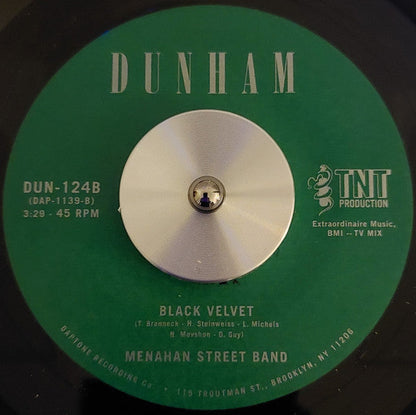 DUNHAM
DUN-124B
(DAP-1139-B)
3:29 - 45 RPM
TNT
PRODUCTION
Extraordinaire Music,
BMI -- TV MIX
BLACK VELVET
(T. Brenneck - H. Steinweiss - L. Michels
N. Movshon - D. Guy)
MENAHAN STREET BAND
DAPTONE RECORDING Co. · 115 TROUTMAN ST., BROOKLYN, NY 11206